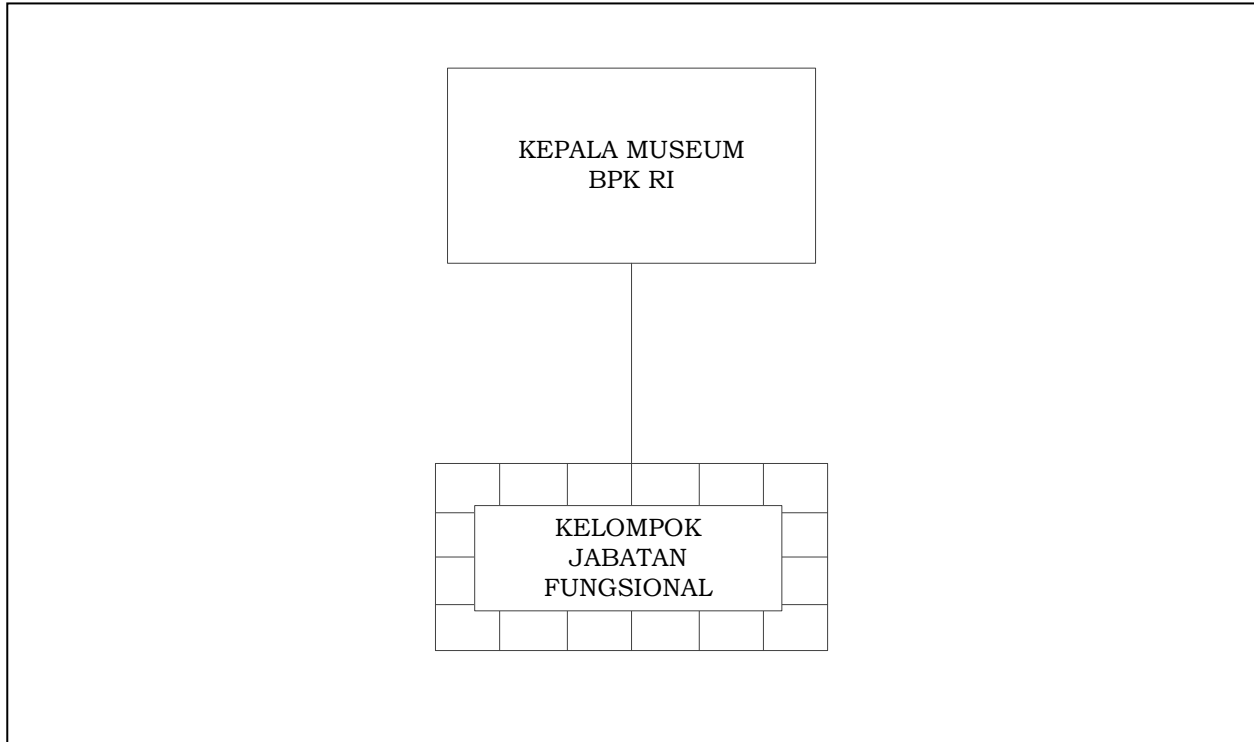 KEPALA MUSEUM
BPK RI
KELOMPOK
JABATAN
FUNGSIONAL